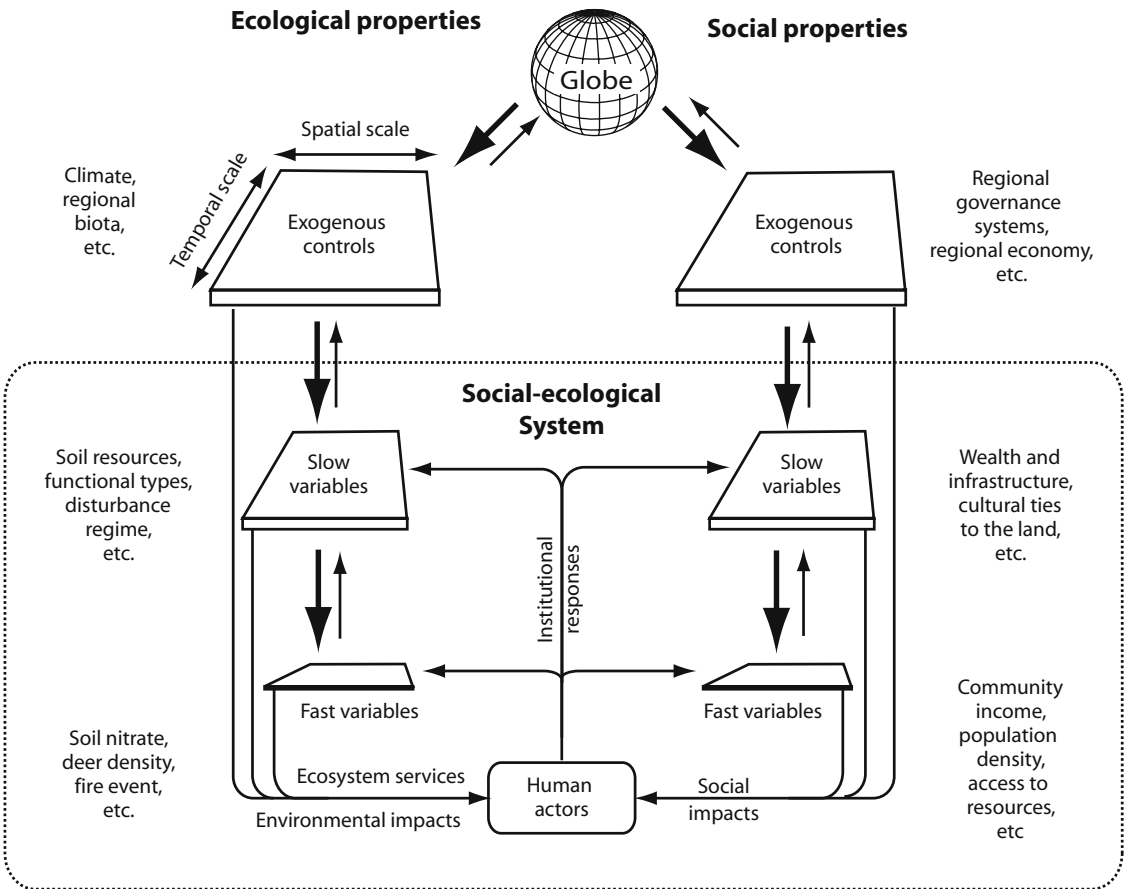 Ecological properties
Social properties
Globe
Spatial scale
Temporal scale
Climate,
regional
biota,
etc.
Exogenous
controls
Exogenous
controls
Regional
governance
systems,
regional economy,
etc.
Social-ecological
System
Soil resources,
functional types,
disturbance
regime,
etc.
Slow
variables
Slow
variables
Wealth and
infrastructure,
cultural ties
to the land,
etc.
Institutional
responses
Fast variables
Fast variables
Soil nitrate,
deer density,
fire event,
etc.
Ecosystem services
Environmental impacts
Human
actors
Social
impacts
Community
income,
population
density,
access to
resources,
etc